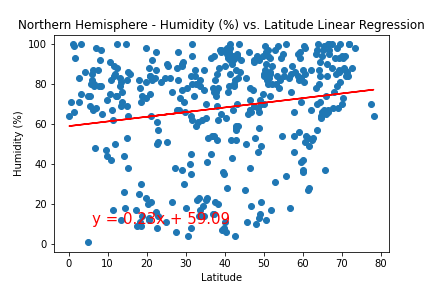 Northern Hemisphere - Humidity (%) vs. Latitude Linear Regression
100
80
60
40
20
0
Humidity (%)
y = 0.23x + 59.09
0 10 20 30 40 50 60 70 80
Latitude